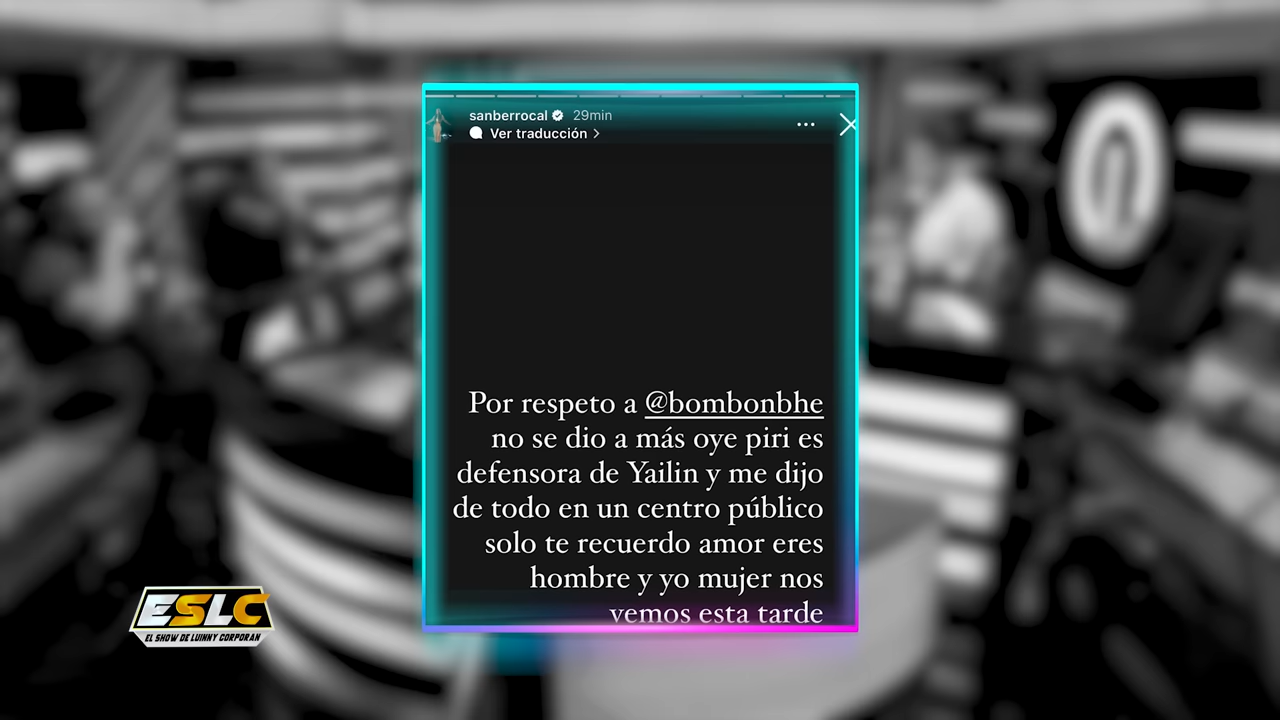 sanberrocal 29min
Ver traducción
Por respeto a @bombonbhe
no se dio a más oye piri es
defensora de Yailin y me dijo
de todo en un centro público
solo te recuerdo amor eres
hombre y yo mujer nos
vemos esta tarde
ESLC
EL SHOW DE LUINNY CORPORAN